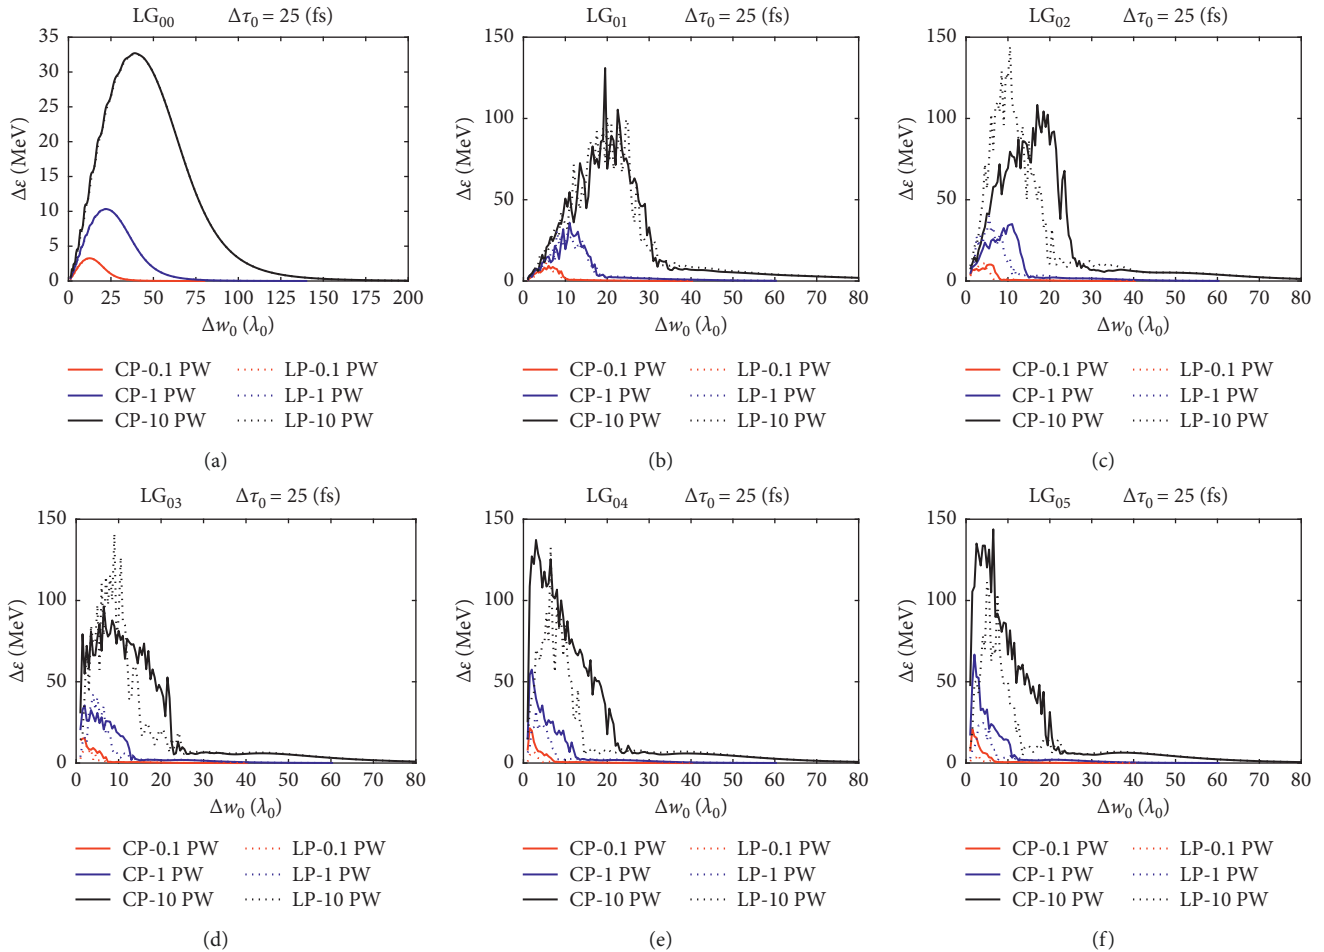 LG₀₀ Δτ₀ = 25 (fs)
35
30
25
20
15
10
5
0
Δε (MeV)
0 25 50 75 100 125 150 175 200
Δw₀ (λ₀)
CP-0.1 PW LP-0.1 PW
CP-1 PW LP-1 PW
CP-10 PW LP-10 PW
(a)
LG₀₁ Δτ₀ = 25 (fs)
150
100
50
0
Δε (MeV)
0 10 20 30 40 50 60 70 80
Δw₀ (λ₀)
CP-0.1 PW LP-0.1 PW
CP-1 PW LP-1 PW
CP-10 PW LP-10 PW
(b)
LG₀₂ Δτ₀ = 25 (fs)
150
100
50
0
Δε (MeV)
0 10 20 30 40 50 60 70 80
Δw₀ (λ₀)
CP-0.1 PW LP-0.1 PW
CP-1 PW LP-1 PW
CP-10 PW LP-10 PW
(c)
LG₀₃ Δτ₀ = 25 (fs)
150
100
50
0
Δε (MeV)
0 10 20 30 40 50 60 70 80
Δw₀ (λ₀)
CP-0.1 PW LP-0.1 PW
CP-1 PW LP-1 PW
CP-10 PW LP-10 PW
(d)
LG₀₄ Δτ₀ = 25 (fs)
150
100
50
0
Δε (MeV)
0 10 20 30 40 50 60 70 80
Δw₀ (λ₀)
CP-0.1 PW LP-0.1 PW
CP-1 PW LP-1 PW
CP-10 PW LP-10 PW
(e)
LG₀₅ Δτ₀ = 25 (fs)
150
100
50
0
Δε (MeV)
0 10 20 30 40 50 60 70 80
Δw₀ (λ₀)
CP-0.1 PW LP-0.1 PW
CP-1 PW LP-1 PW
CP-10 PW LP-10 PW
(f)